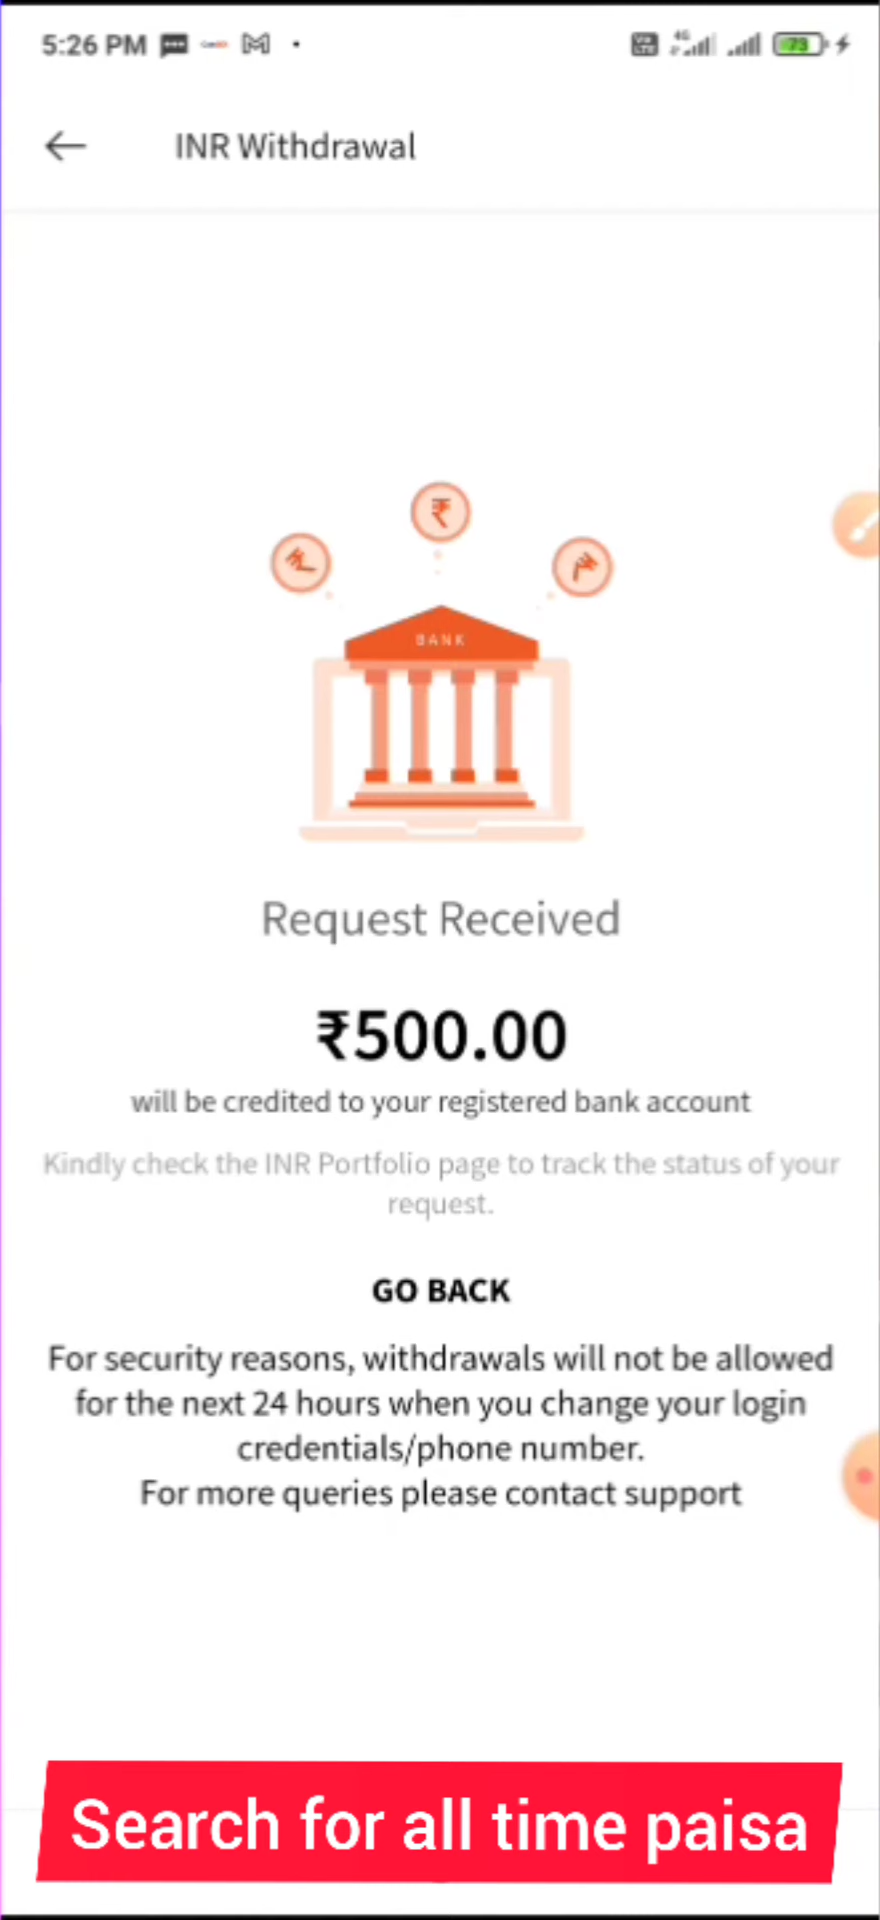 5:26 PM
4G
73
INR Withdrawal
BANK
Request Received
₹500.00
will be credited to your registered bank account
Kindly check the INR Portfolio page to track the status of your
request.
GO BACK
For security reasons, withdrawals will not be allowed
for the next 24 hours when you change your login
credentials/phone number.
For more queries please contact support
Search for all time paisa